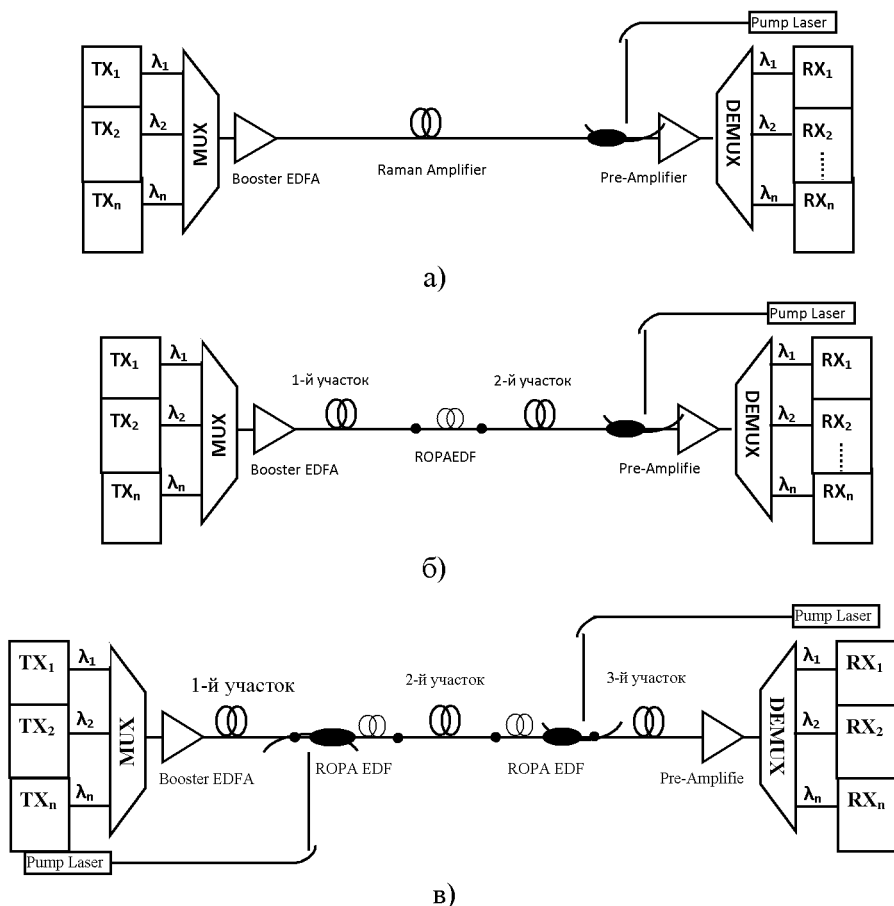 Pump Laser
TX₁
λ₁
λ₁
RX₁
TX₂
λ₂
MUX
DEMUX
λ₂
RX₂
Booster EDFA
Raman Amplifier
Pre-Amplifier
TXₙ
λₙ
λₙ
RXₙ
а)
Pump Laser
TX₁
λ₁
λ₁
RX₁
1-й участок
2-й участок
TX₂
λ₂
MUX
DEMUX
λ₂
RX₂
Booster EDFA
ROPAEDF
Pre-Amplifie
TXₙ
λₙ
λₙ
RXₙ
б)
Pump Laser
TX₁
λ₁
λ₁
RX₁
1-й участок
2-й участок
3-й участок
TX₂
λ₂
MUX
DEMUX
λ₂
RX₂
Booster EDFA
ROPA EDF
ROPA EDF
Pre-Amplifie
TXₙ
λₙ
λₙ
RXₙ
Pump Laser
в)